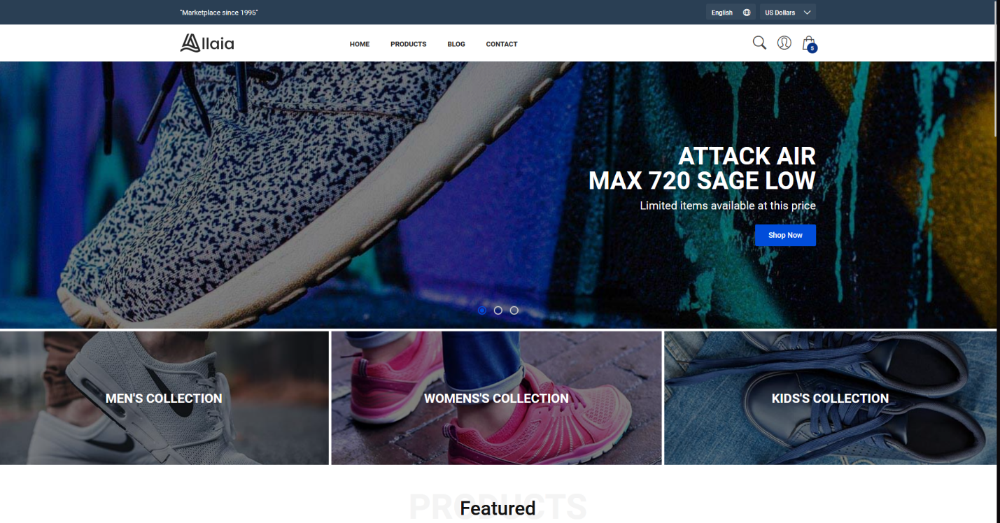 "Marketplace since 1995"
English
US Dollars
Allaia
HOME
PRODUCTS
BLOG
CONTACT
5
ATTACK AIR
MAX 720 SAGE LOW
Limited items available at this price
Shop Now
MEN'S COLLECTION
WOMENS'S COLLECTION
KIDS'S COLLECTION
PRODUCTS
Featured